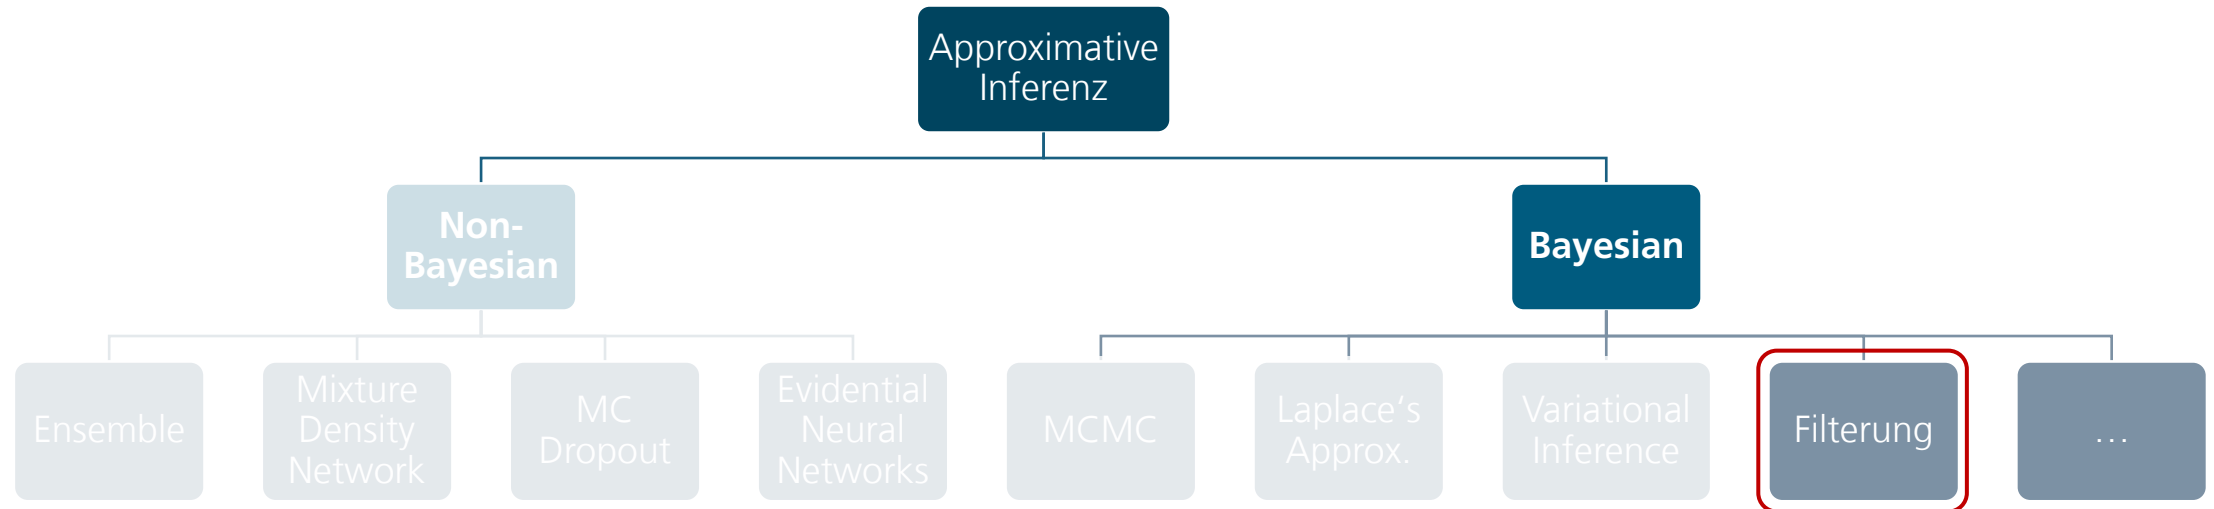 Approximative
Inferenz
Non-
Bayesian
Bayesian
Ensemble
Mixture
Density
Network
MC
Dropout
Evidential
Neural
Networks
MCMC
Laplace‘s
Approx.
Variational
Inference
Filterung
…